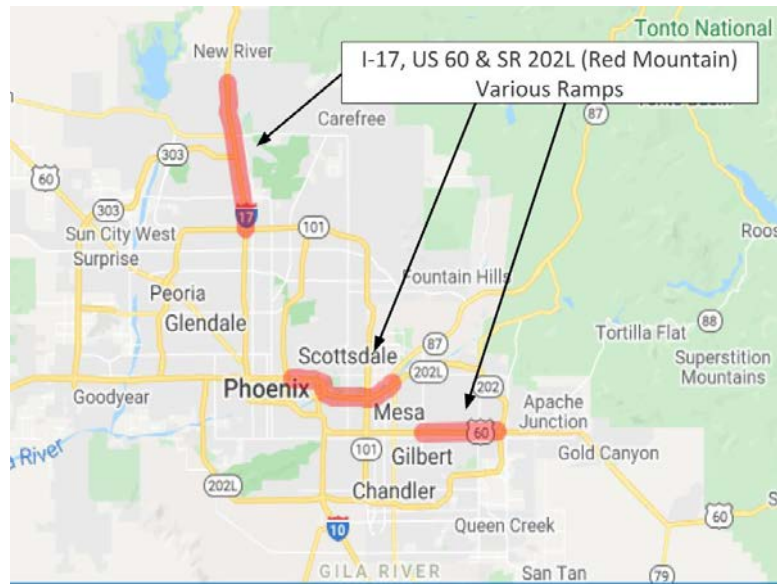 Tonto National
New River
I-17, US 60 & SR 202L (Red Mountain)
Various Ramps
87
Carefree
303
60
303
17
101
Sun City West
Surprise
Roos
Fountain Hills
Peoria
Glendale
88
Tortilla Flat
87
Scottsdale
Superstition
Mountains
202L
202
Phoenix
Goodyear
Mesa
Apache
Junction
60
101
Gilbert
Gold Canyon
River
202L
Chandler
60
10
Queen Creek
GILA RIVER
San Tan
79